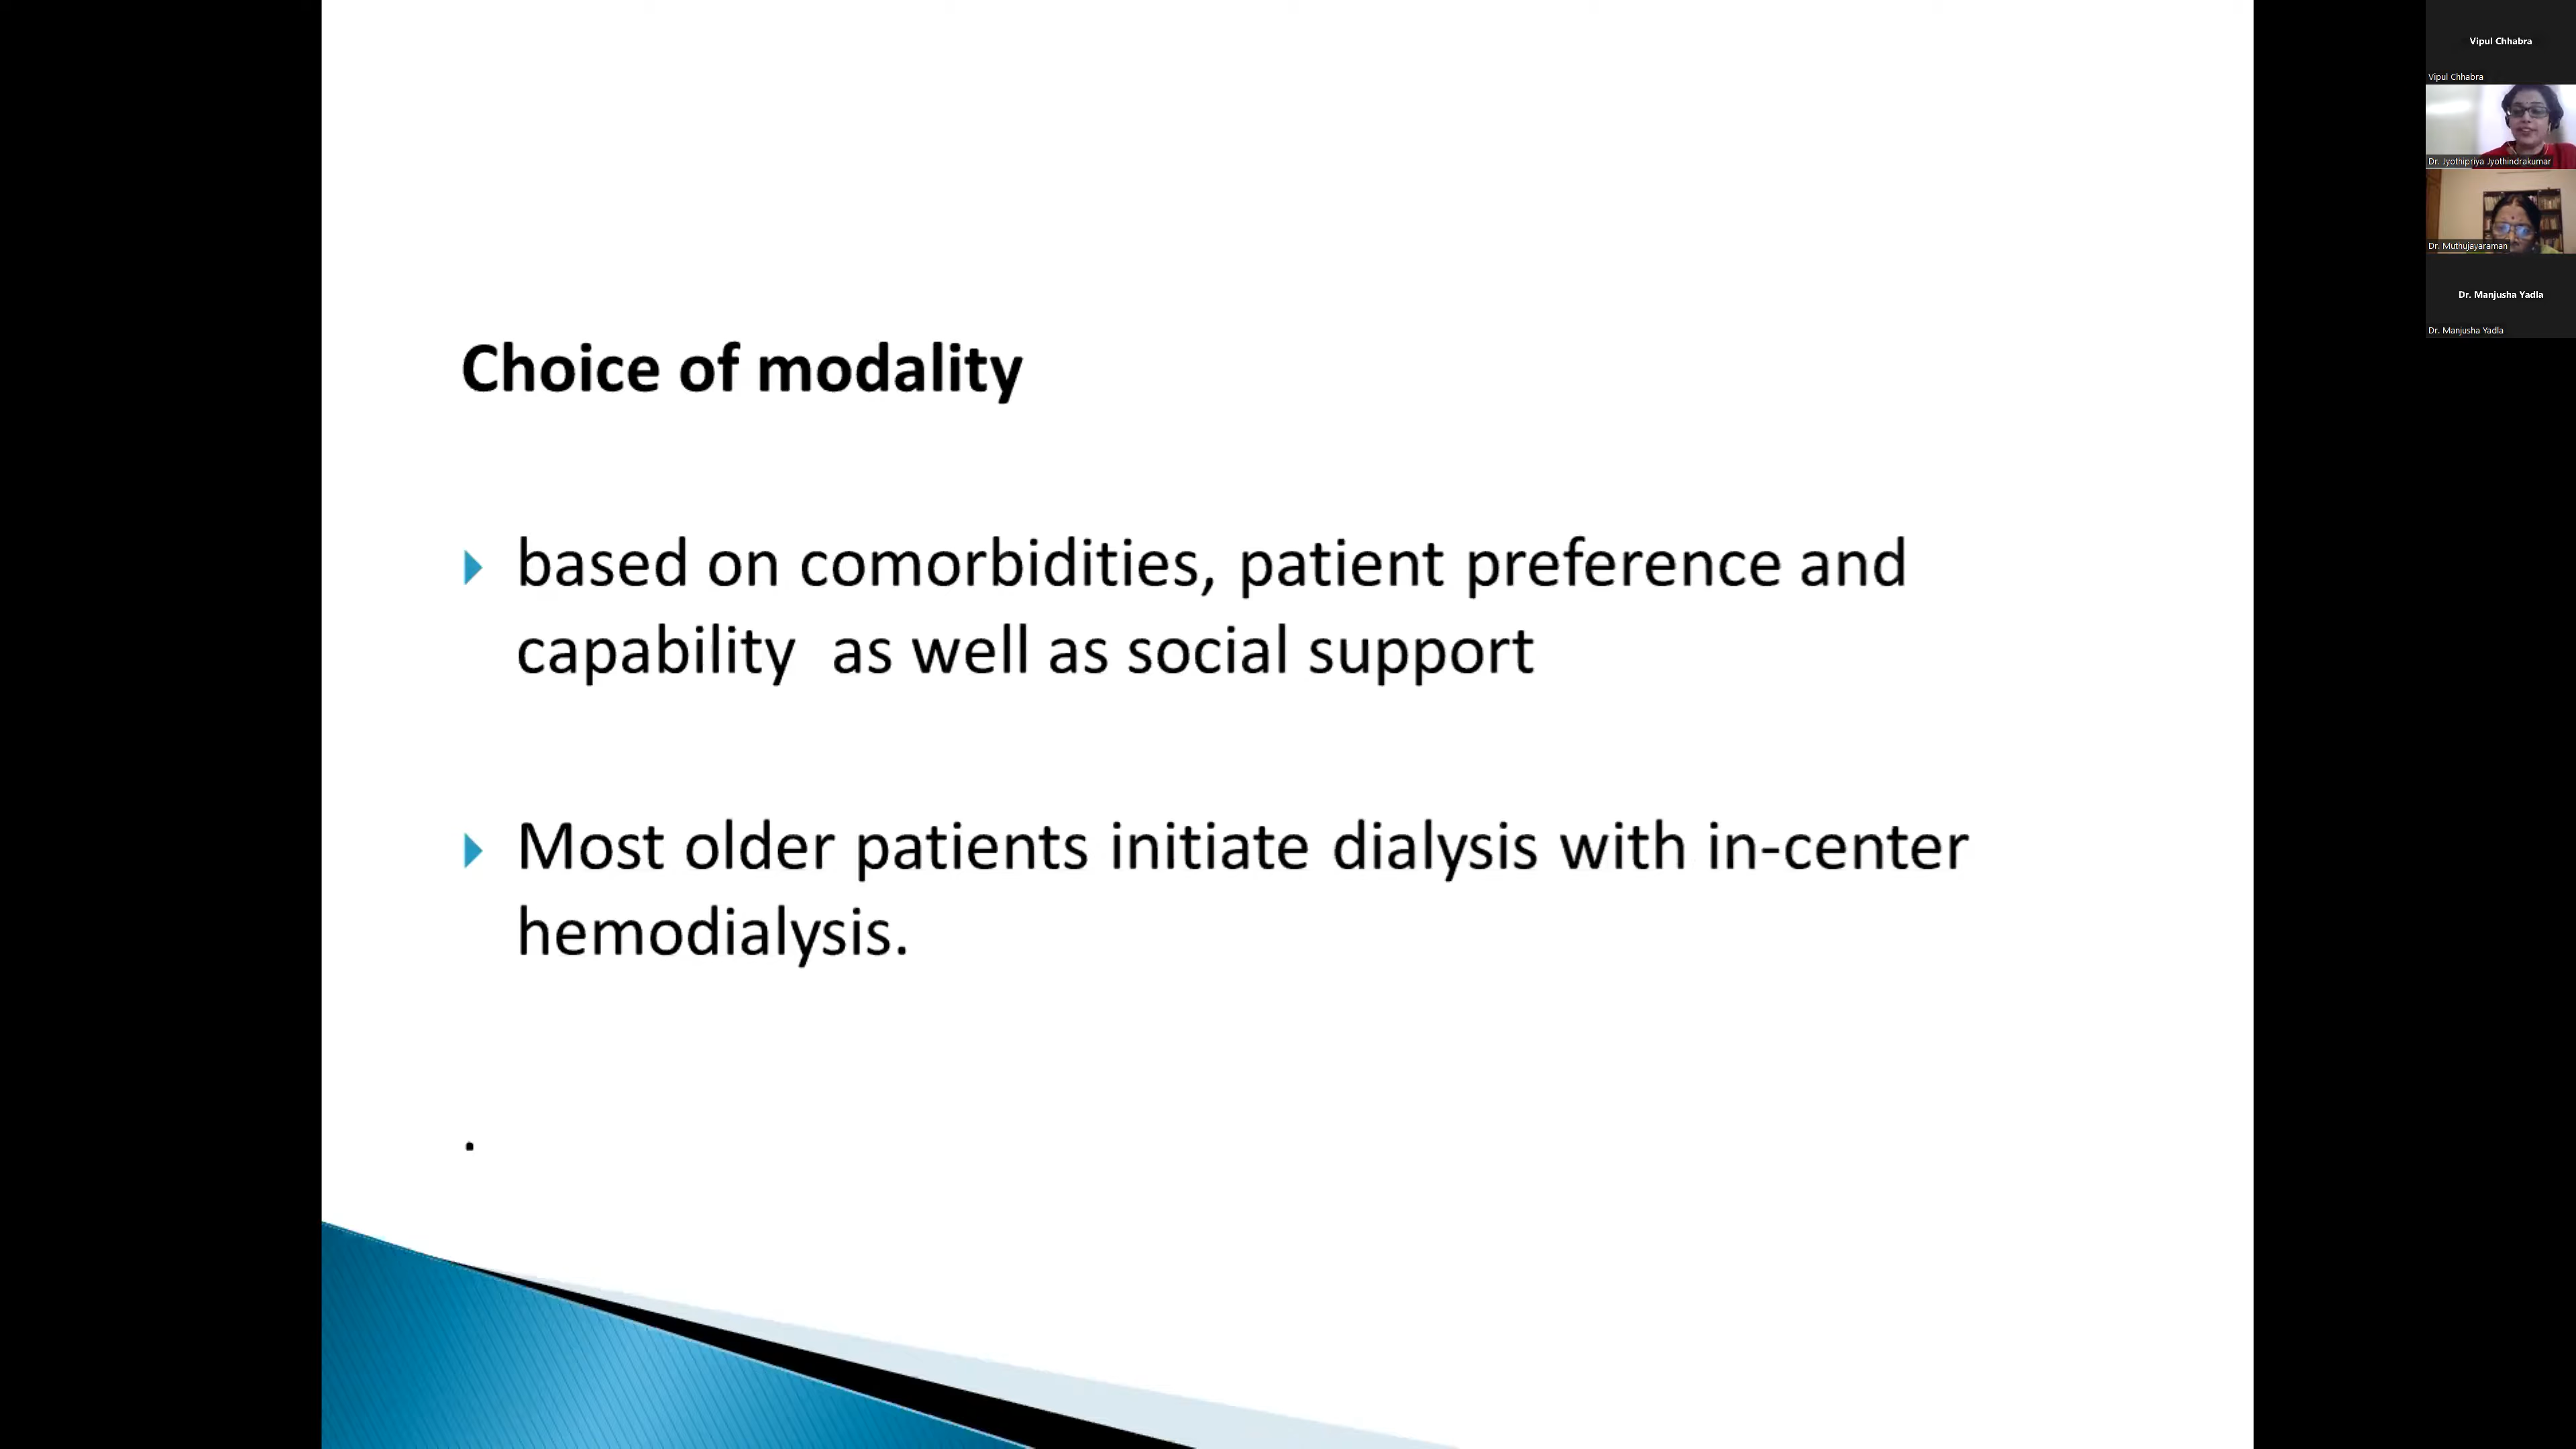 Choice of modality
based on comorbidities, patient preference and
capability as well as social support
Most older patients initiate dialysis with in-center
hemodialysis.
.
Vipul Chhabra
Vipul Chhabra
Dr. Jyothipriya Jyothindrakumar
Dr. Muthujayaraman
Dr. Manjusha Yadla
Dr. Manjusha Yadla